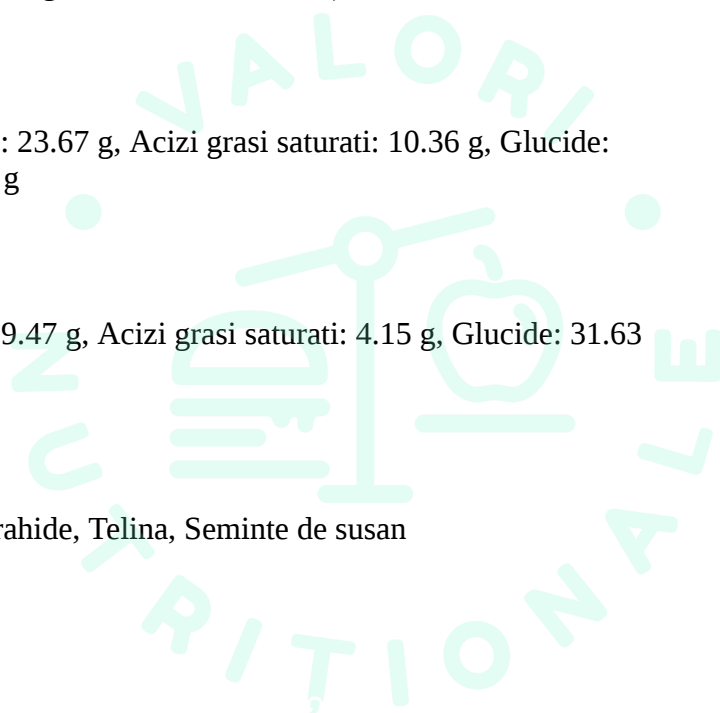 VALORI
: 23.67 g, Acizi grasi saturati: 10.36 g, Glucide:
g
9.47 g, Acizi grasi saturati: 4.15 g, Glucide: 31.63
rahide, Telina, Seminte de susan
NUTRITIONALE